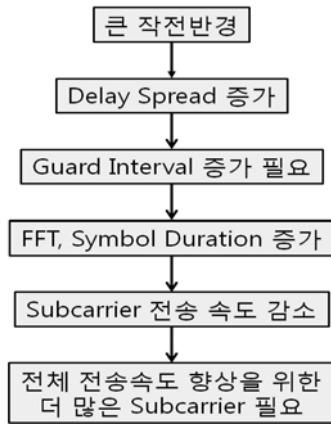 큰 작전반경
Delay Spread 증가
Guard Interval 증가 필요
FFT, Symbol Duration 증가
Subcarrier 전송 속도 감소
전체 전송속도 향상을 위한
더 많은 Subcarrier 필요